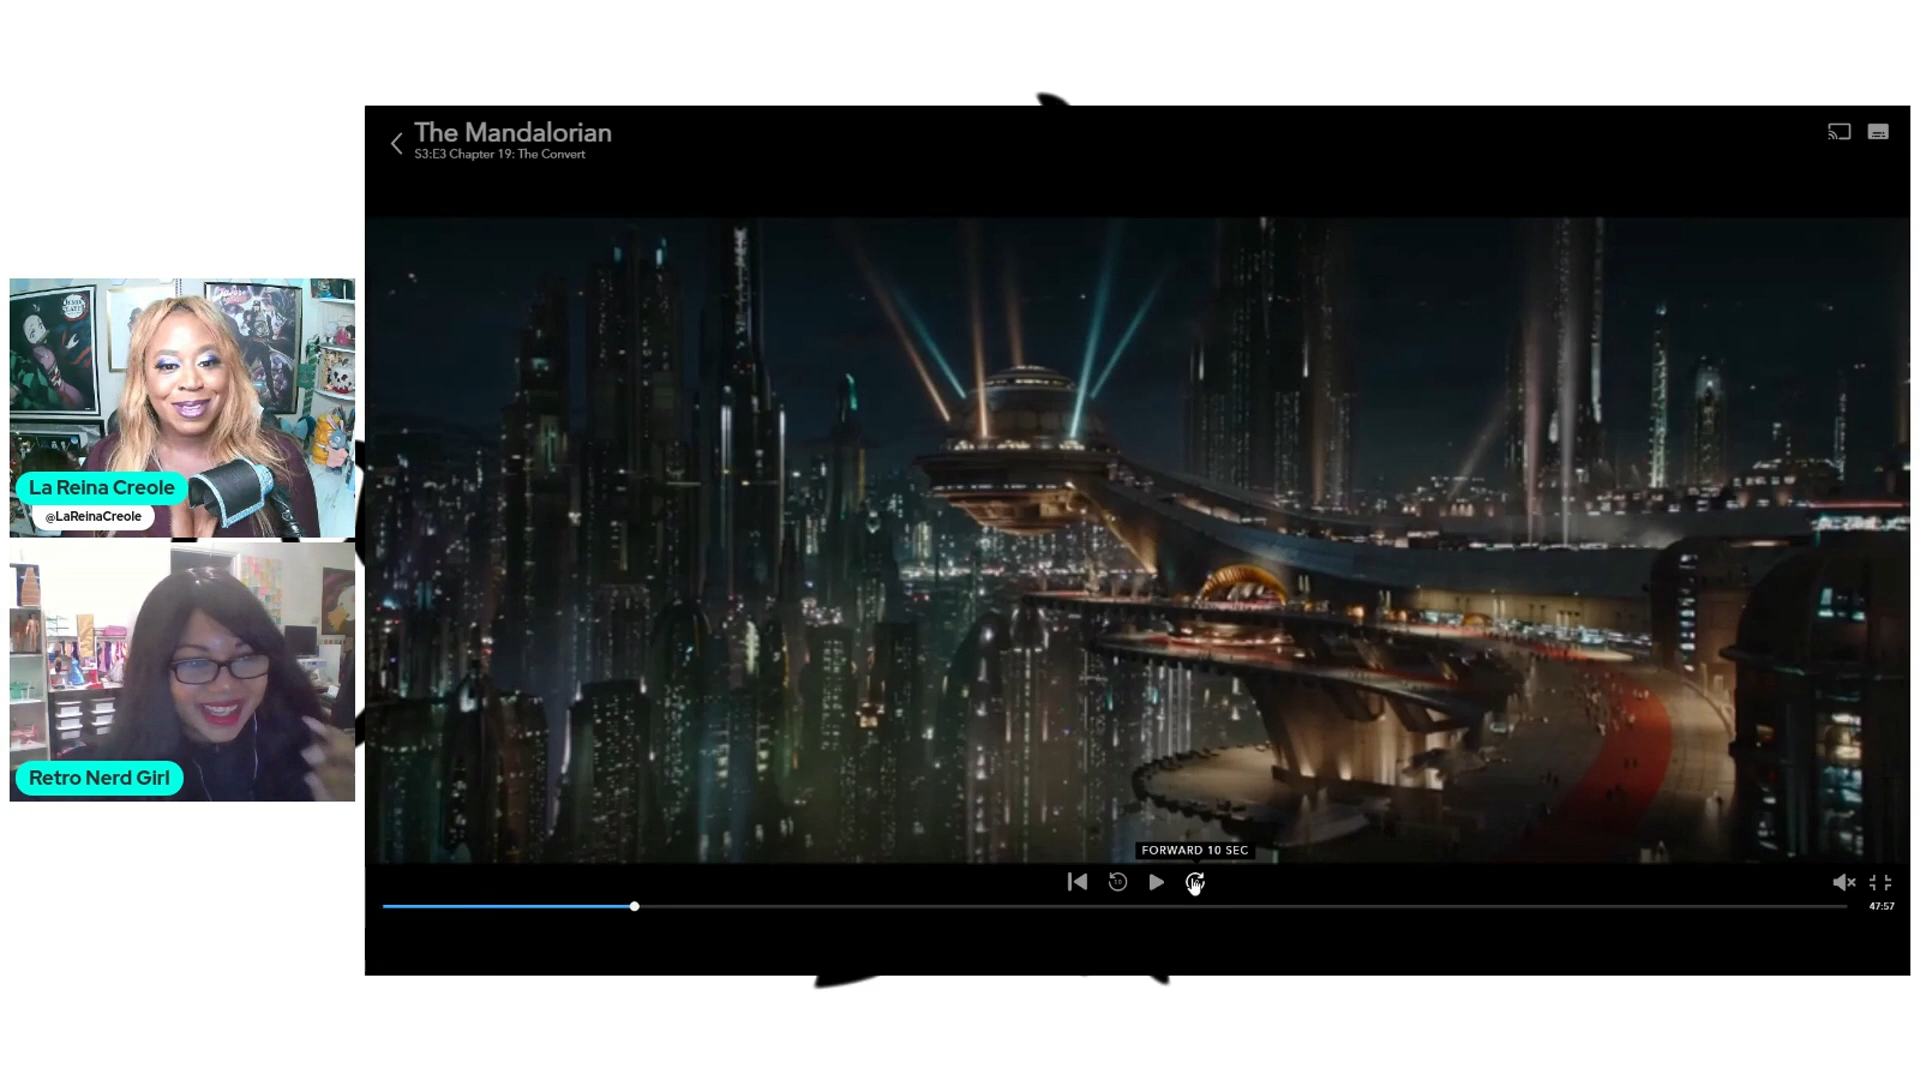 The Mandalorian
S3:E3 Chapter 19: The Convert
La Reina Creole
@LaReinaCreole
Retro Nerd Girl
FORWARD 10 SEC
10
47:57